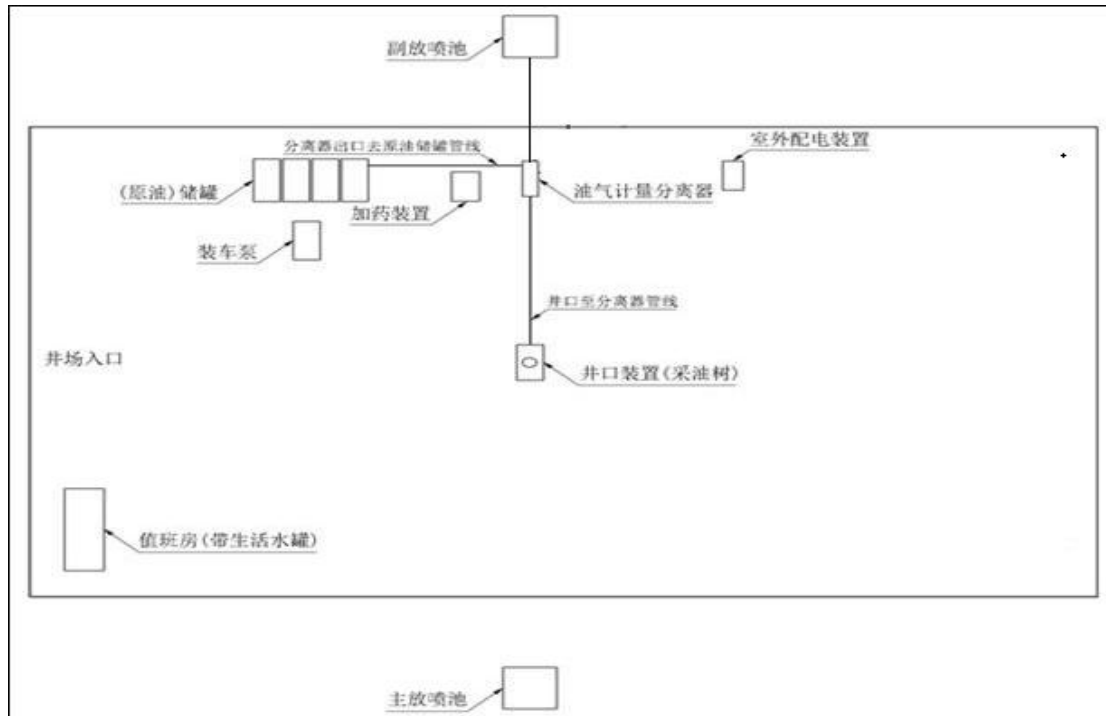 副放喷池
分离器出口去原油储罐管线
室外配电装置
(原油)储罐
加药装置
油气计量分离器
装车泵
井口至分离器管线
井场入口
井口装置(采油树)
值班房(带生活水罐)
主放喷池